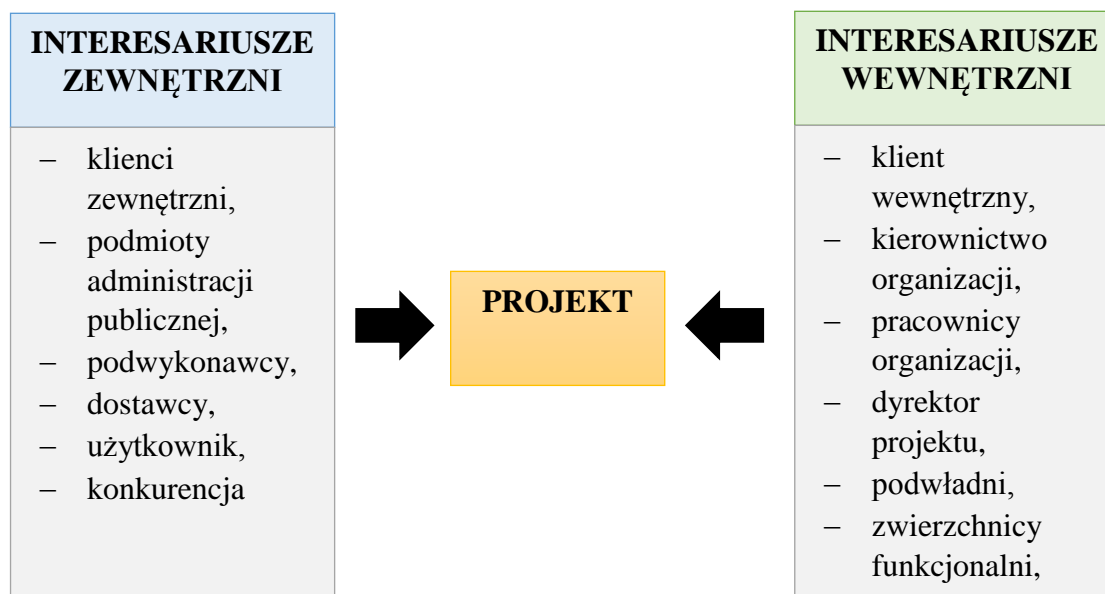 INTERESARIUSZE
ZEWNĘTRZNI
– klienci
zewnętrzni,
– podmioty
administracji
publicznej,
– podwykonawcy,
– dostawcy,
– użytkownik,
– konkurencja
PROJEKT
INTERESARIUSZE
WEWNĘTRZNI
– klient
wewnętrzny,
– kierownictwo
organizacji,
– pracownicy
organizacji,
– dyrektor
projektu,
– podwładni,
– zwierzchnicy
funkcjonalni,